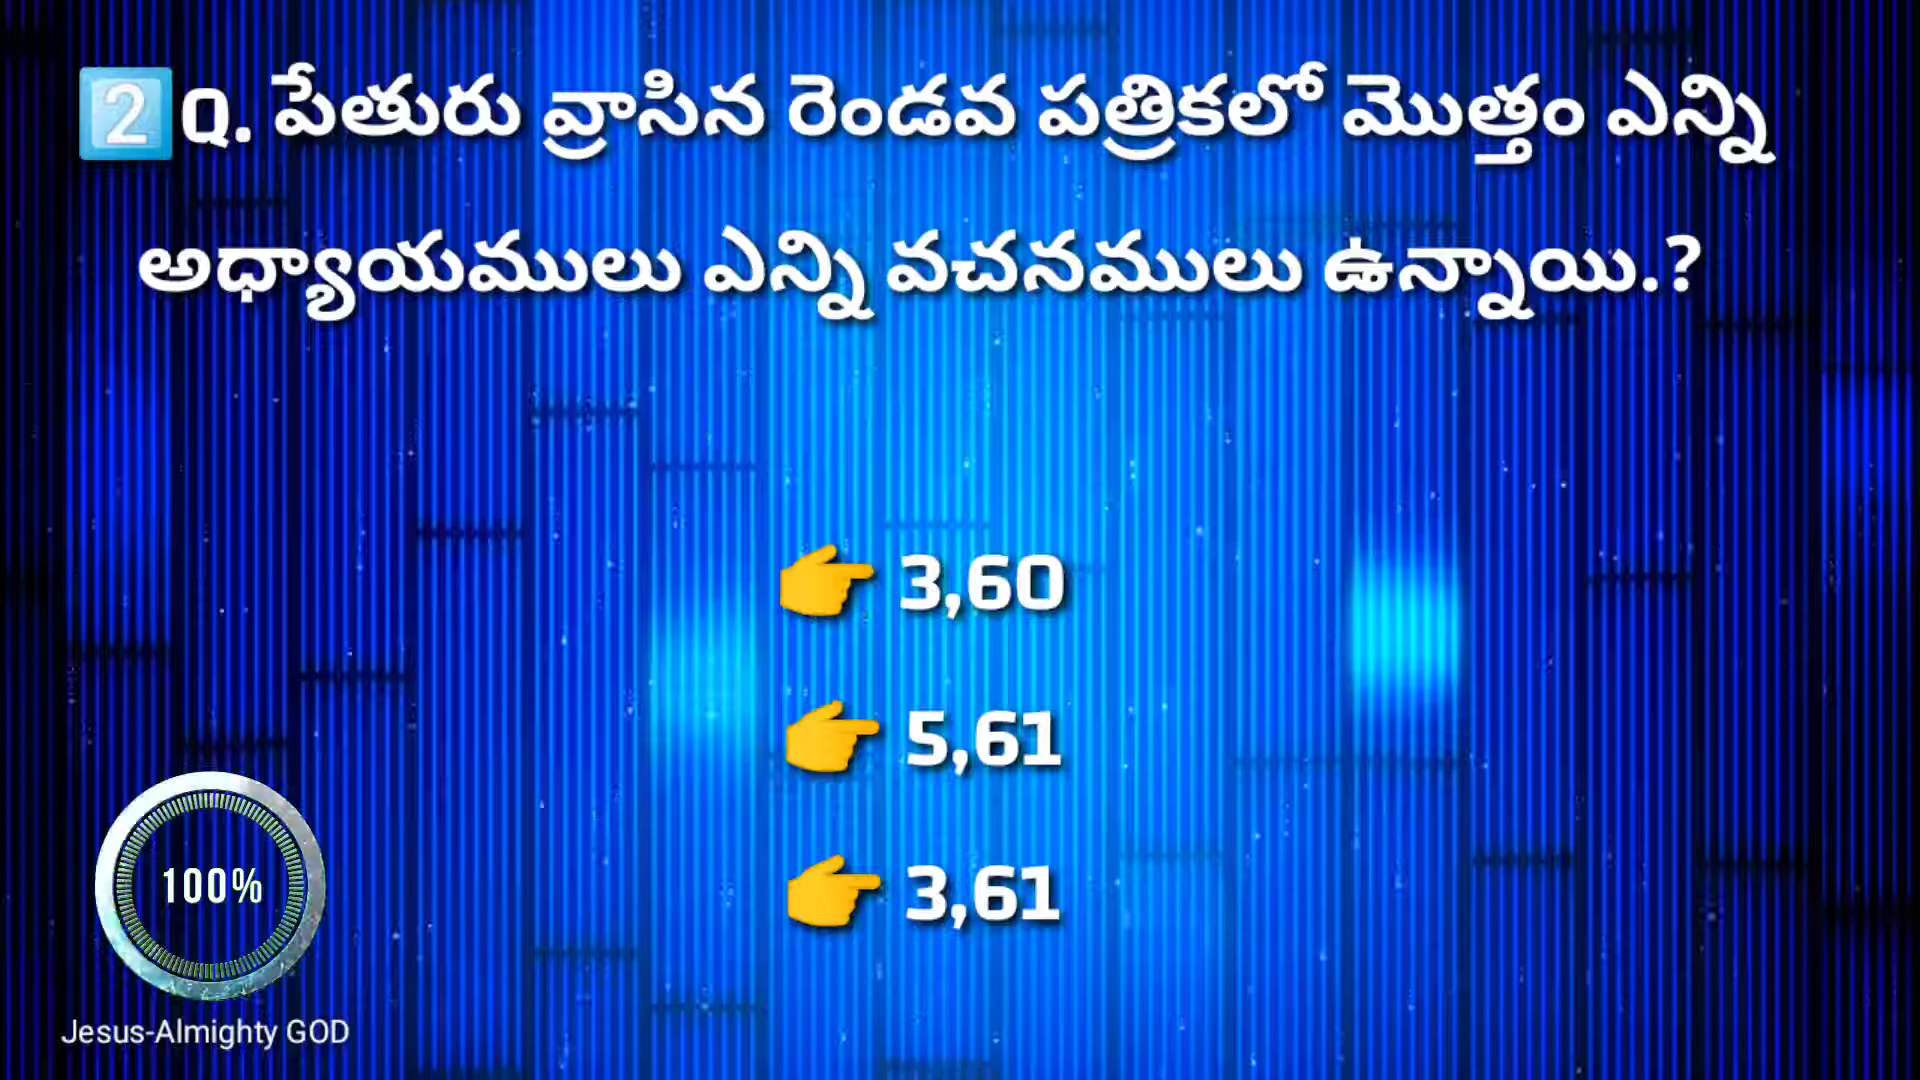 2️⃣Q. పేతురు వ్రాసిన రెండవ పత్రికలో మొత్తం ఎన్ని
అధ్యాయములు ఎన్ని వచనములు ఉన్నాయి.?
👉 3,60
👉 5,61
👉 3,61
100%
Jesus-Almighty GOD